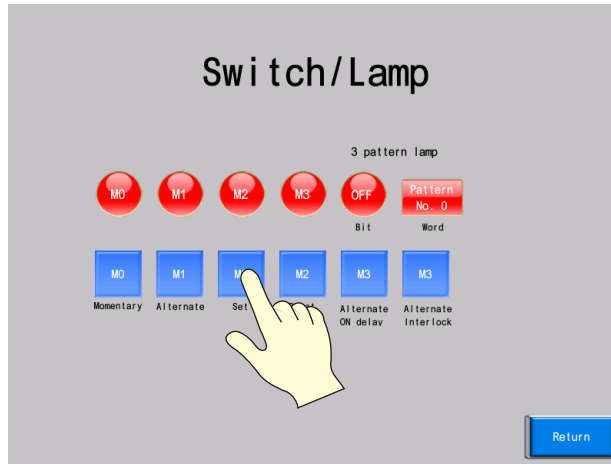 Switch/Lamp
3 pattern lamp
M0 M1 M2 M3 OFF Pattern
No. 0
Bit Word
M0 M1 M2 M3 M3
Momentary Alternate Set Alternate Alternate
ON delay Interlock
Return